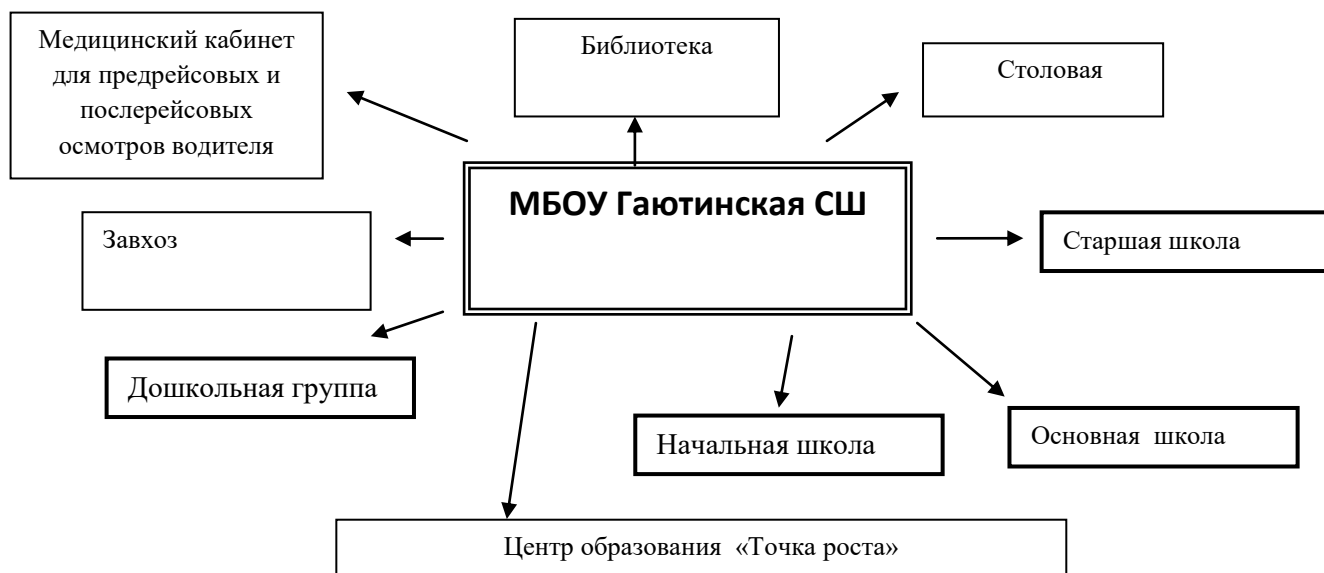 Медицинский кабинет
для предрейсовых и
послерейсовых
осмотров водителя
Библиотека
Столовая
МБОУ Гаютинская СШ
Завхоз
Старшая школа
Дошкольная группа
Начальная школа
Основная школа
Центр образования «Точка роста»